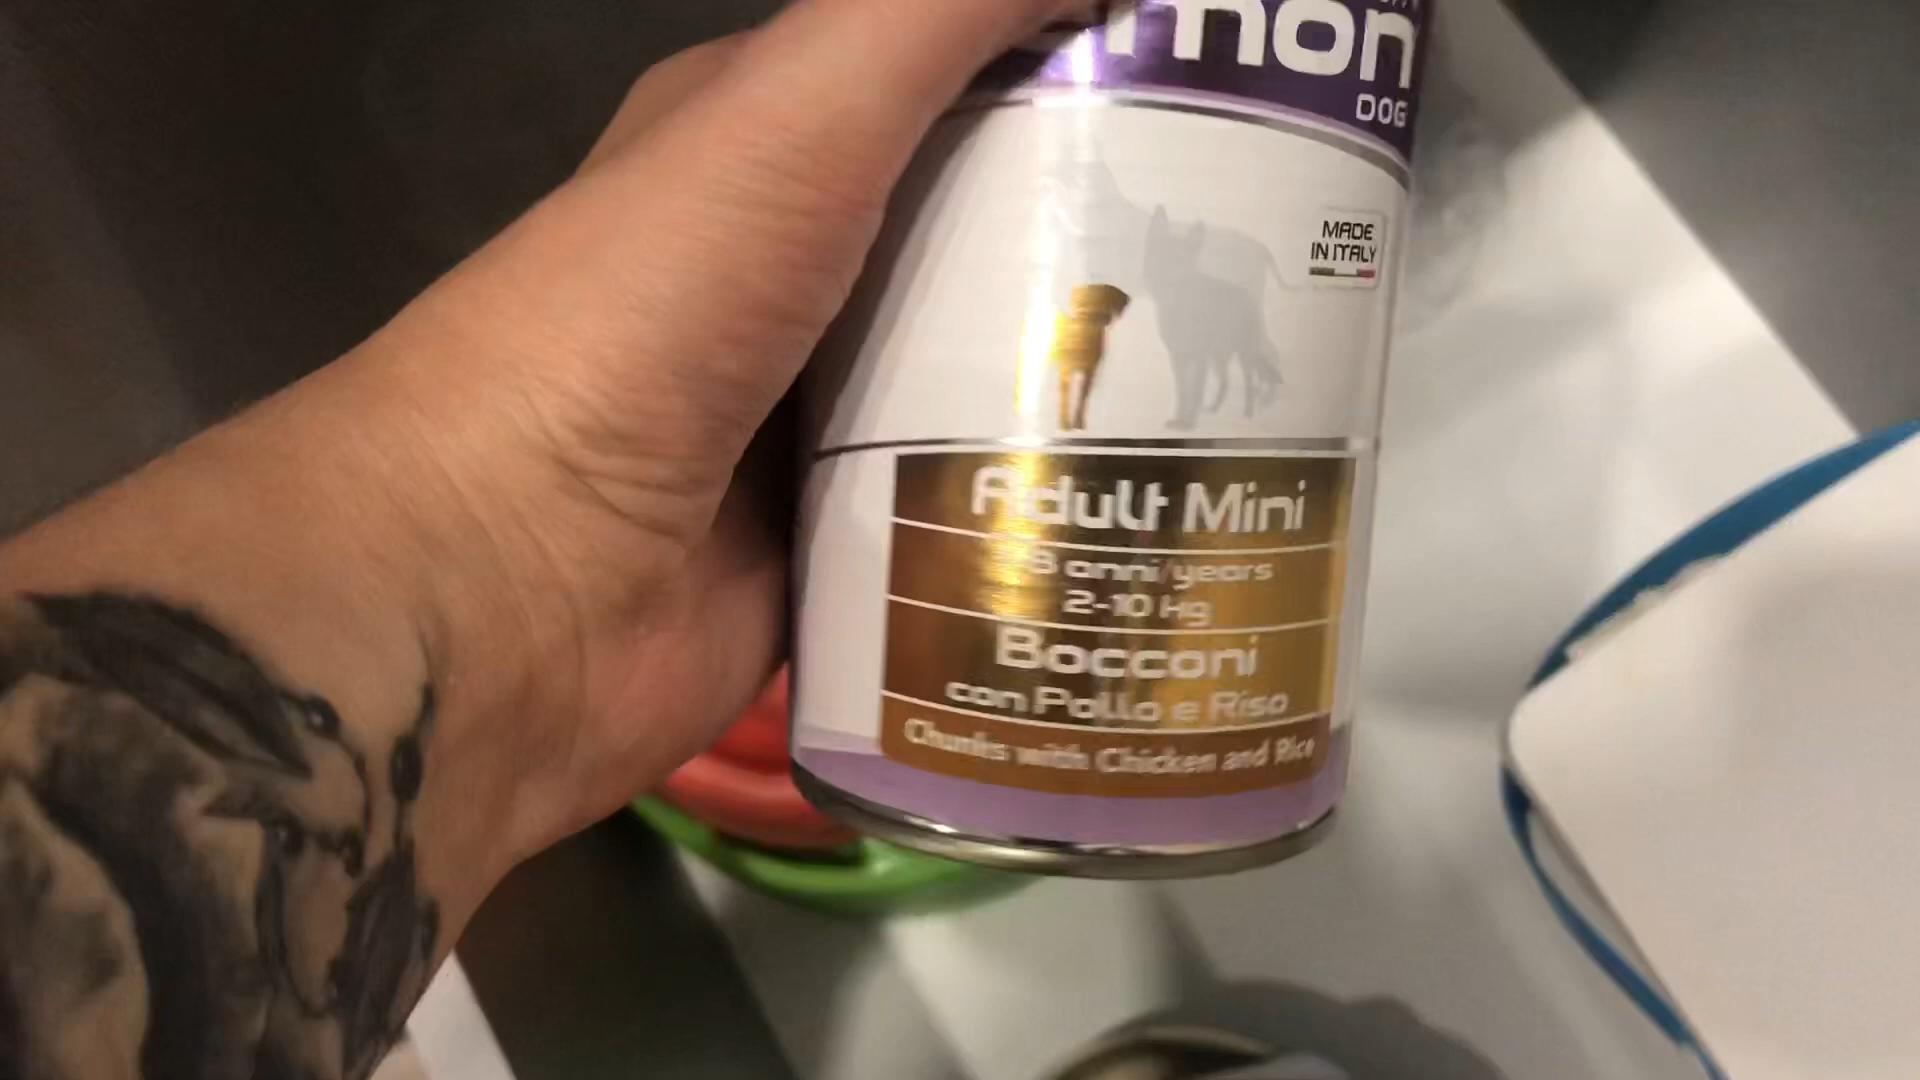 mon
DOG
MADE
IN ITALY
Adult Mini
8 anni/years
2-10 Kg
Bocconi
con Pollo e Riso
Chunks with Chicken and Rice